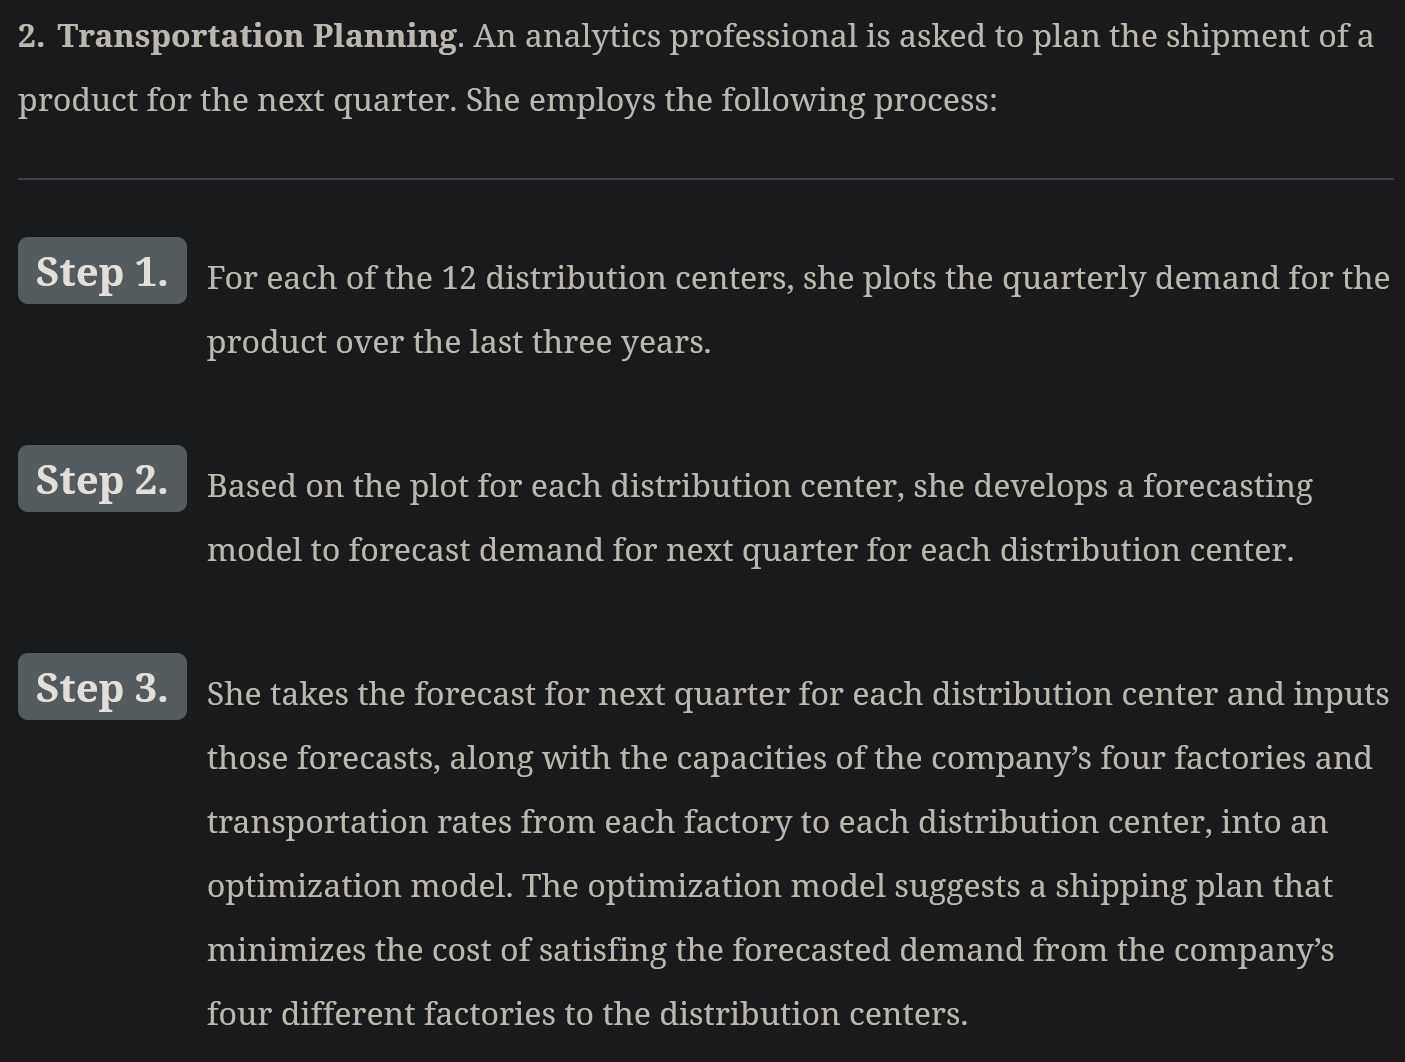 2. Transportation Planning. An analytics professional is asked to plan the shipment of a
product for the next quarter. She employs the following process:
Step 1. For each of the 12 distribution centers, she plots the quarterly demand for the
product over the last three years.
Step 2. Based on the plot for each distribution center, she develops a forecasting
model to forecast demand for next quarter for each distribution center.
Step 3. She takes the forecast for next quarter for each distribution center and inputs
those forecasts, along with the capacities of the company’s four factories and
transportation rates from each factory to each distribution center, into an
optimization model. The optimization model suggests a shipping plan that
minimizes the cost of satisfing the forecasted demand from the company’s
four different factories to the distribution centers.